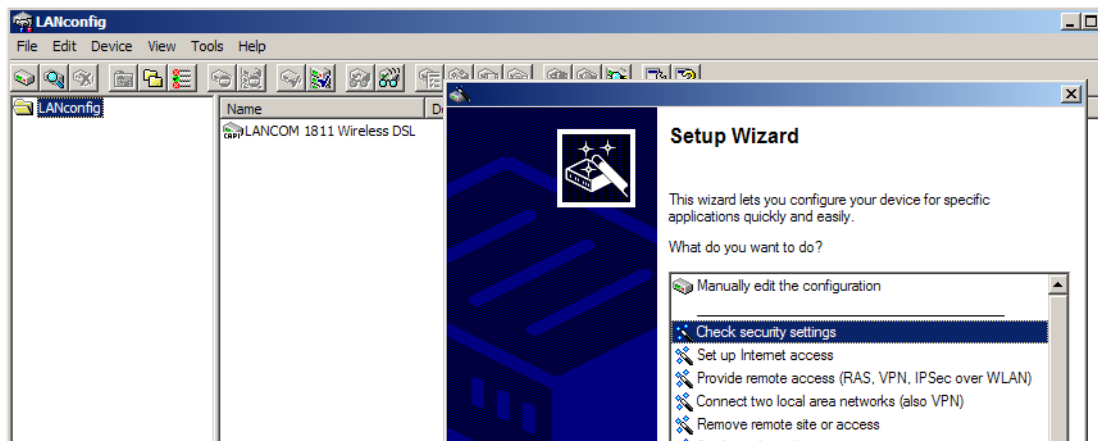 LANconfig
File Edit Device View Tools Help
LANconfig
Name
LANCOM 1811 Wireless DSL
Setup Wizard
This wizard lets you configure your device for specific
applications quickly and easily.
What do you want to do?
Manually edit the configuration
Check security settings
Set up Internet access
Provide remote access (RAS, VPN, IPSec over WLAN)
Connect two local area networks (also VPN)
Remove remote site or access